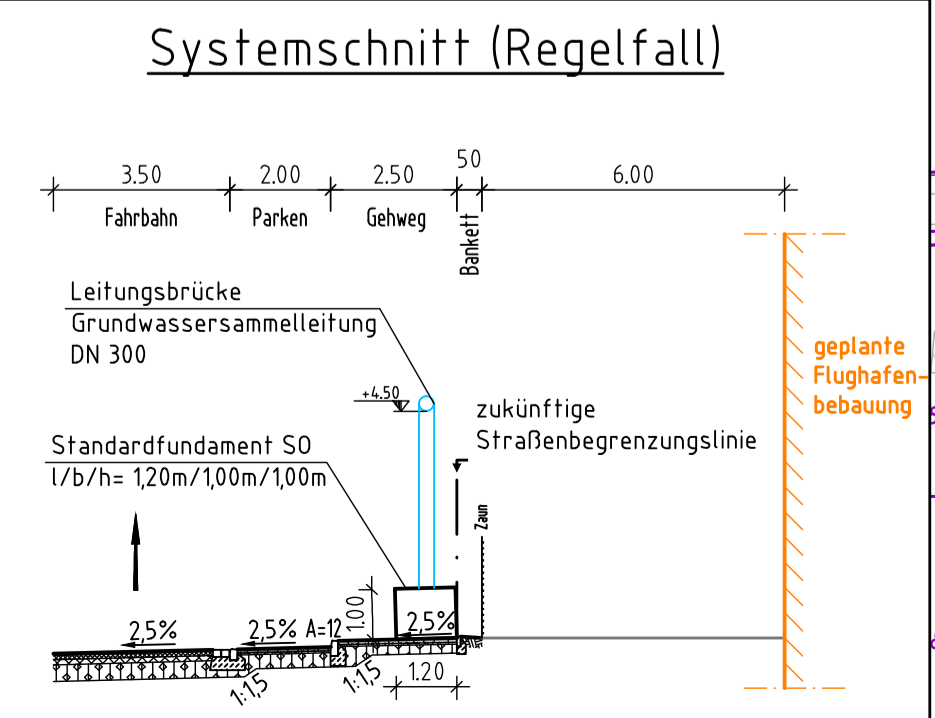 Systemschnitt (Regelfall)
3.50
2.00
2.50
50
6.00
Fahrbahn
Parken
Gehweg
Bankett
Leitungsbrücke
Grundwassersammelleitung
DN 300
+4.50
geplante
Flughafen-
bebauung
zukünftige
Straßenbegrenzungslinie
Standardfundament SO
l/b/h= 1,20m/1,00m/1,00m
Zaun
1.00
2,5%
2,5%
A=12
2,5%
1:1,5
1:1,5
1.20